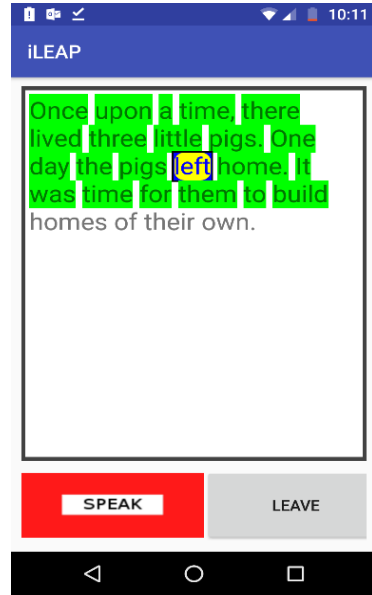 10:11
iLEAP
Once upon a time, there
lived three little pigs. One
day the pigs left home. It
was time for them to build
homes of their own.
SPEAK
LEAVE